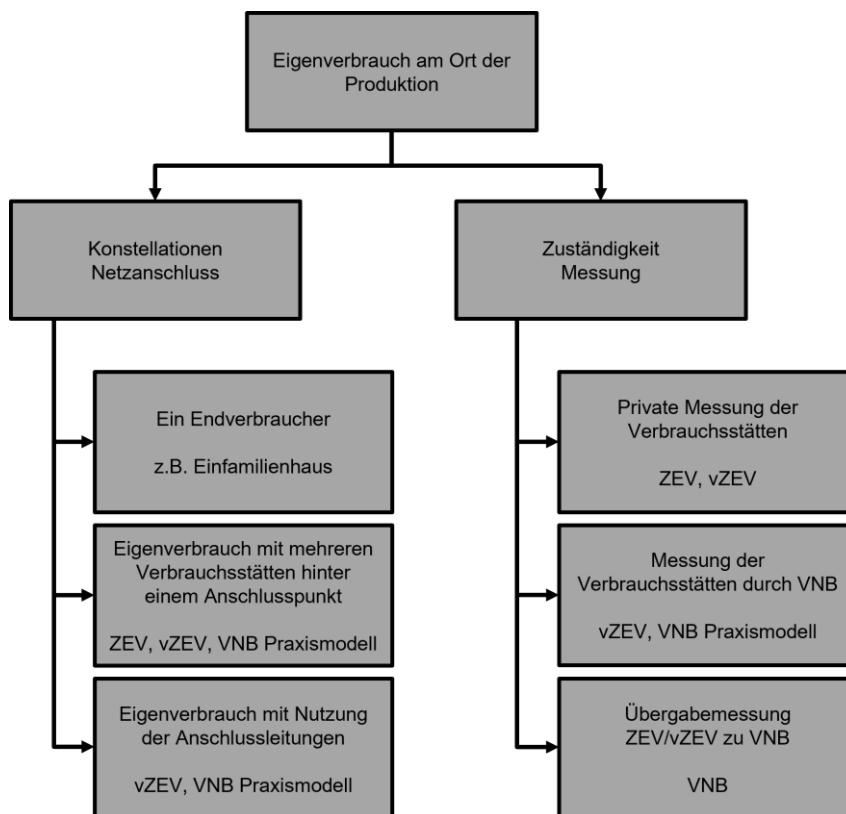 Eigenverbrauch am Ort der
Produktion
Konstellationen
Netzanschluss
Zuständigkeit
Messung
Ein Endverbraucher
z.B. Einfamilienhaus
Eigenverbrauch mit mehreren
Verbrauchsstätten hinter
einem Anschlusspunkt
ZEV, vZEV, VNB Praxismodell
Eigenverbrauch mit Nutzung
der Anschlussleitungen
vZEV, VNB Praxismodell
Private Messung der
Verbrauchsstätten
ZEV, vZEV
Messung der
Verbrauchsstätten durch VNB
vZEV, VNB Praxismodell
Übergabemessung
ZEV/vZEV zu VNB
VNB